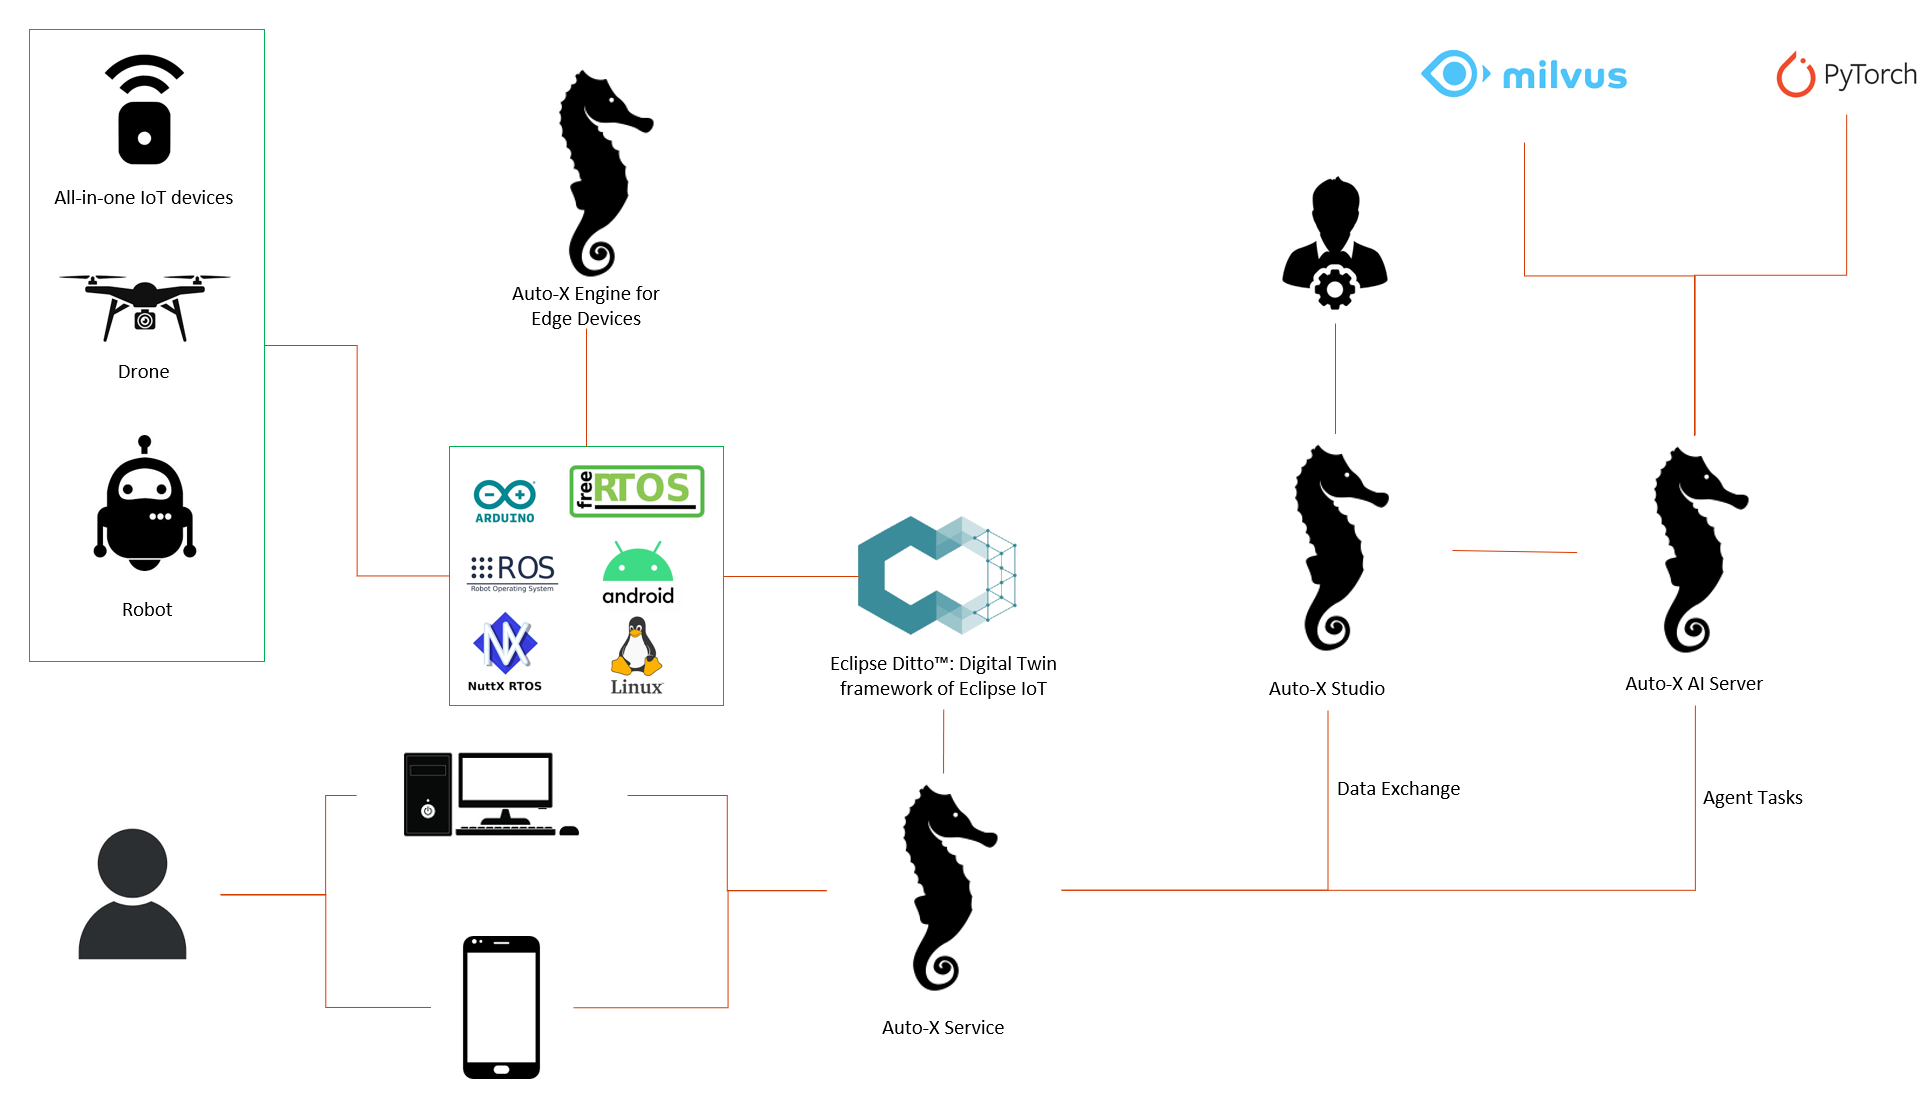 milvus
PyTorch
All-in-one IoT devices
Auto-X Engine for
Edge Devices
Drone
Robot
ARDUINO
free
RTOS
ROS
Robot Operating System
android
NuttX RTOS
Linux
Eclipse Ditto™: Digital Twin
framework of Eclipse IoT
Auto-X Studio
Auto-X AI Server
Data Exchange
Agent Tasks
Auto-X Service